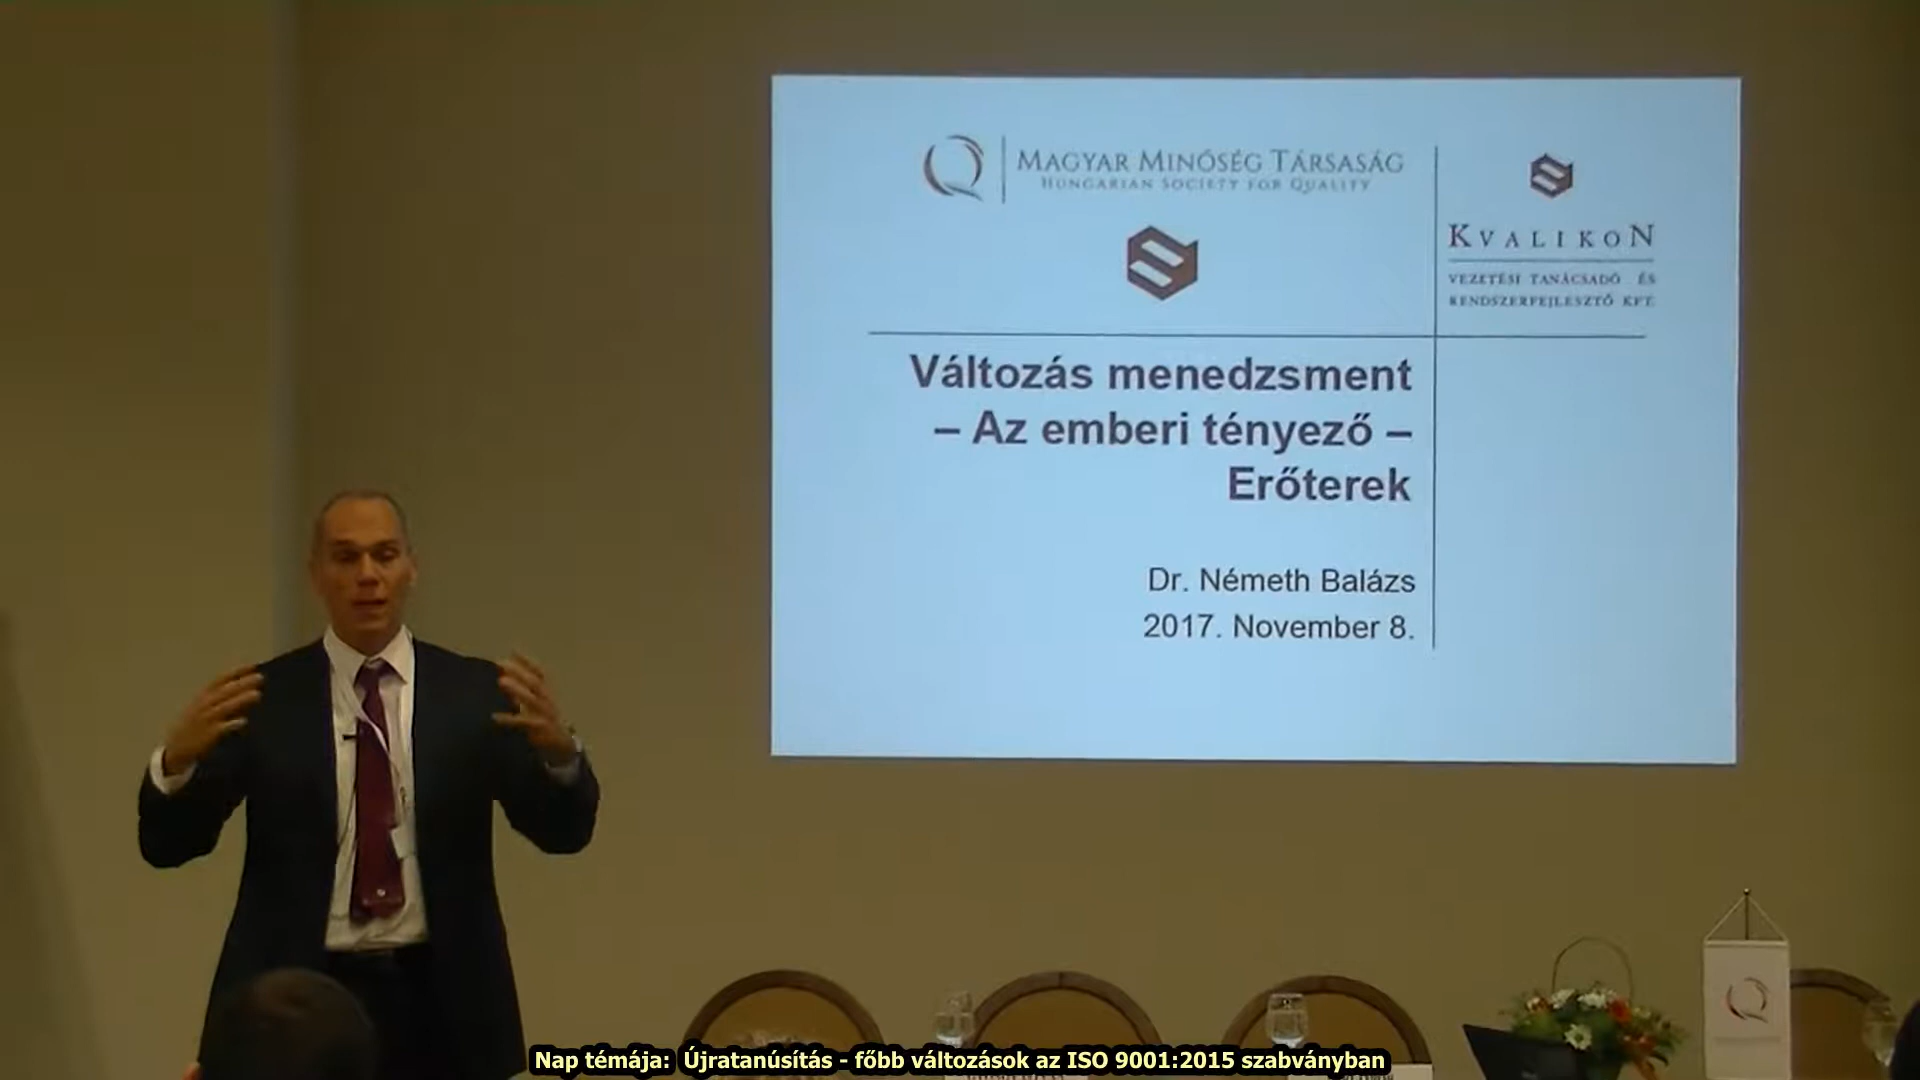 MAGYAR MINŐSÉG TÁRSASÁG
HUNGARIAN SOCIETY FOR QUALITY
KVALIKON
VEZETÉSI TANÁCSADÓ ÉS
RENDSZERFEJLESZTŐ KFT.
Változás menedzsment
– Az emberi tényező –
Erőterek
Dr. Németh Balázs
2017. November 8.
Nap témája: Újratanúsítás - főbb változások az ISO 9001:2015 szabványban